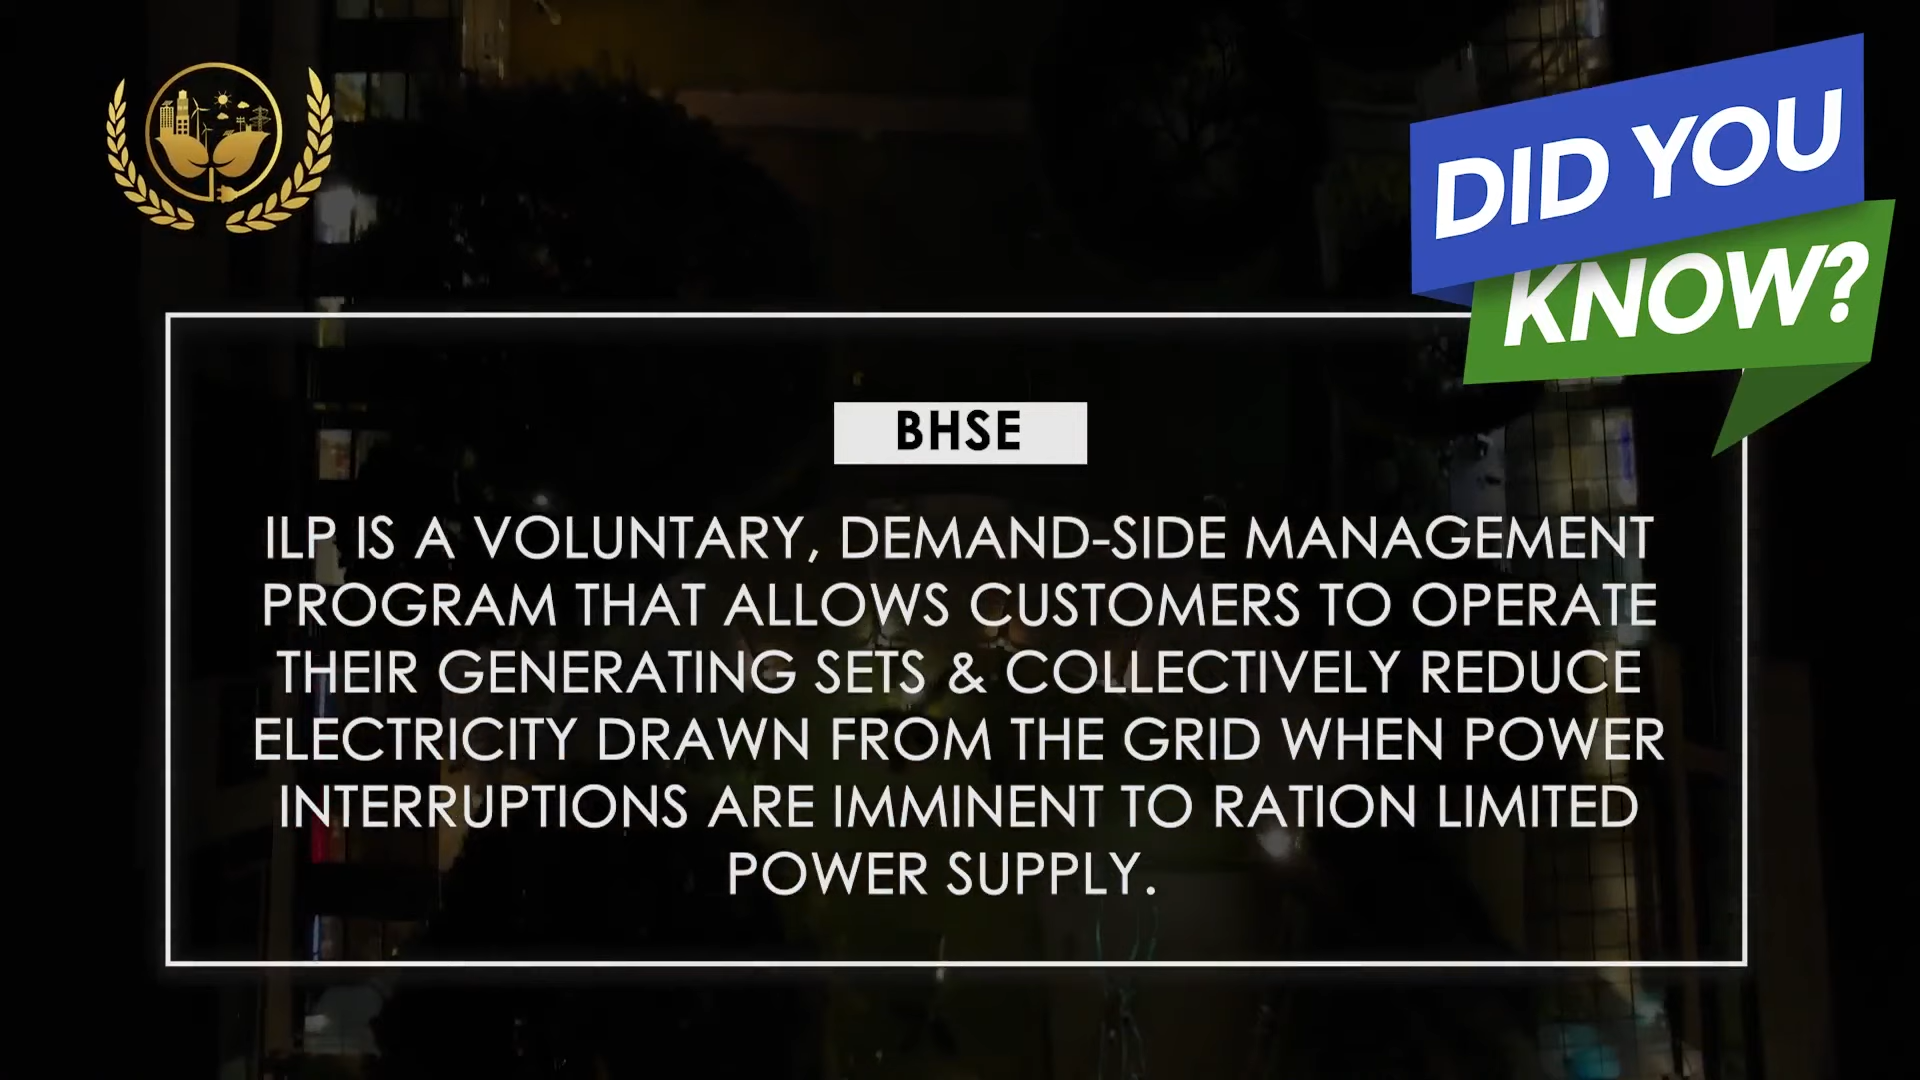 DID YOU
KNOW?
BHSE
ILP IS A VOLUNTARY, DEMAND-SIDE MANAGEMENT
PROGRAM THAT ALLOWS CUSTOMERS TO OPERATE
THEIR GENERATING SETS & COLLECTIVELY REDUCE
ELECTRICITY DRAWN FROM THE GRID WHEN POWER
INTERRUPTIONS ARE IMMINENT TO RATION LIMITED
POWER SUPPLY.